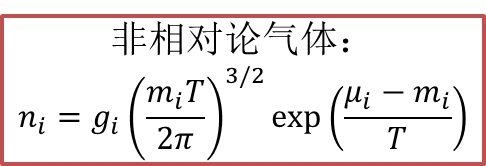 非相对论气体：
n_i = g_i (m_i T / 2π)^{3/2} exp((μ_i − m_i) / T)